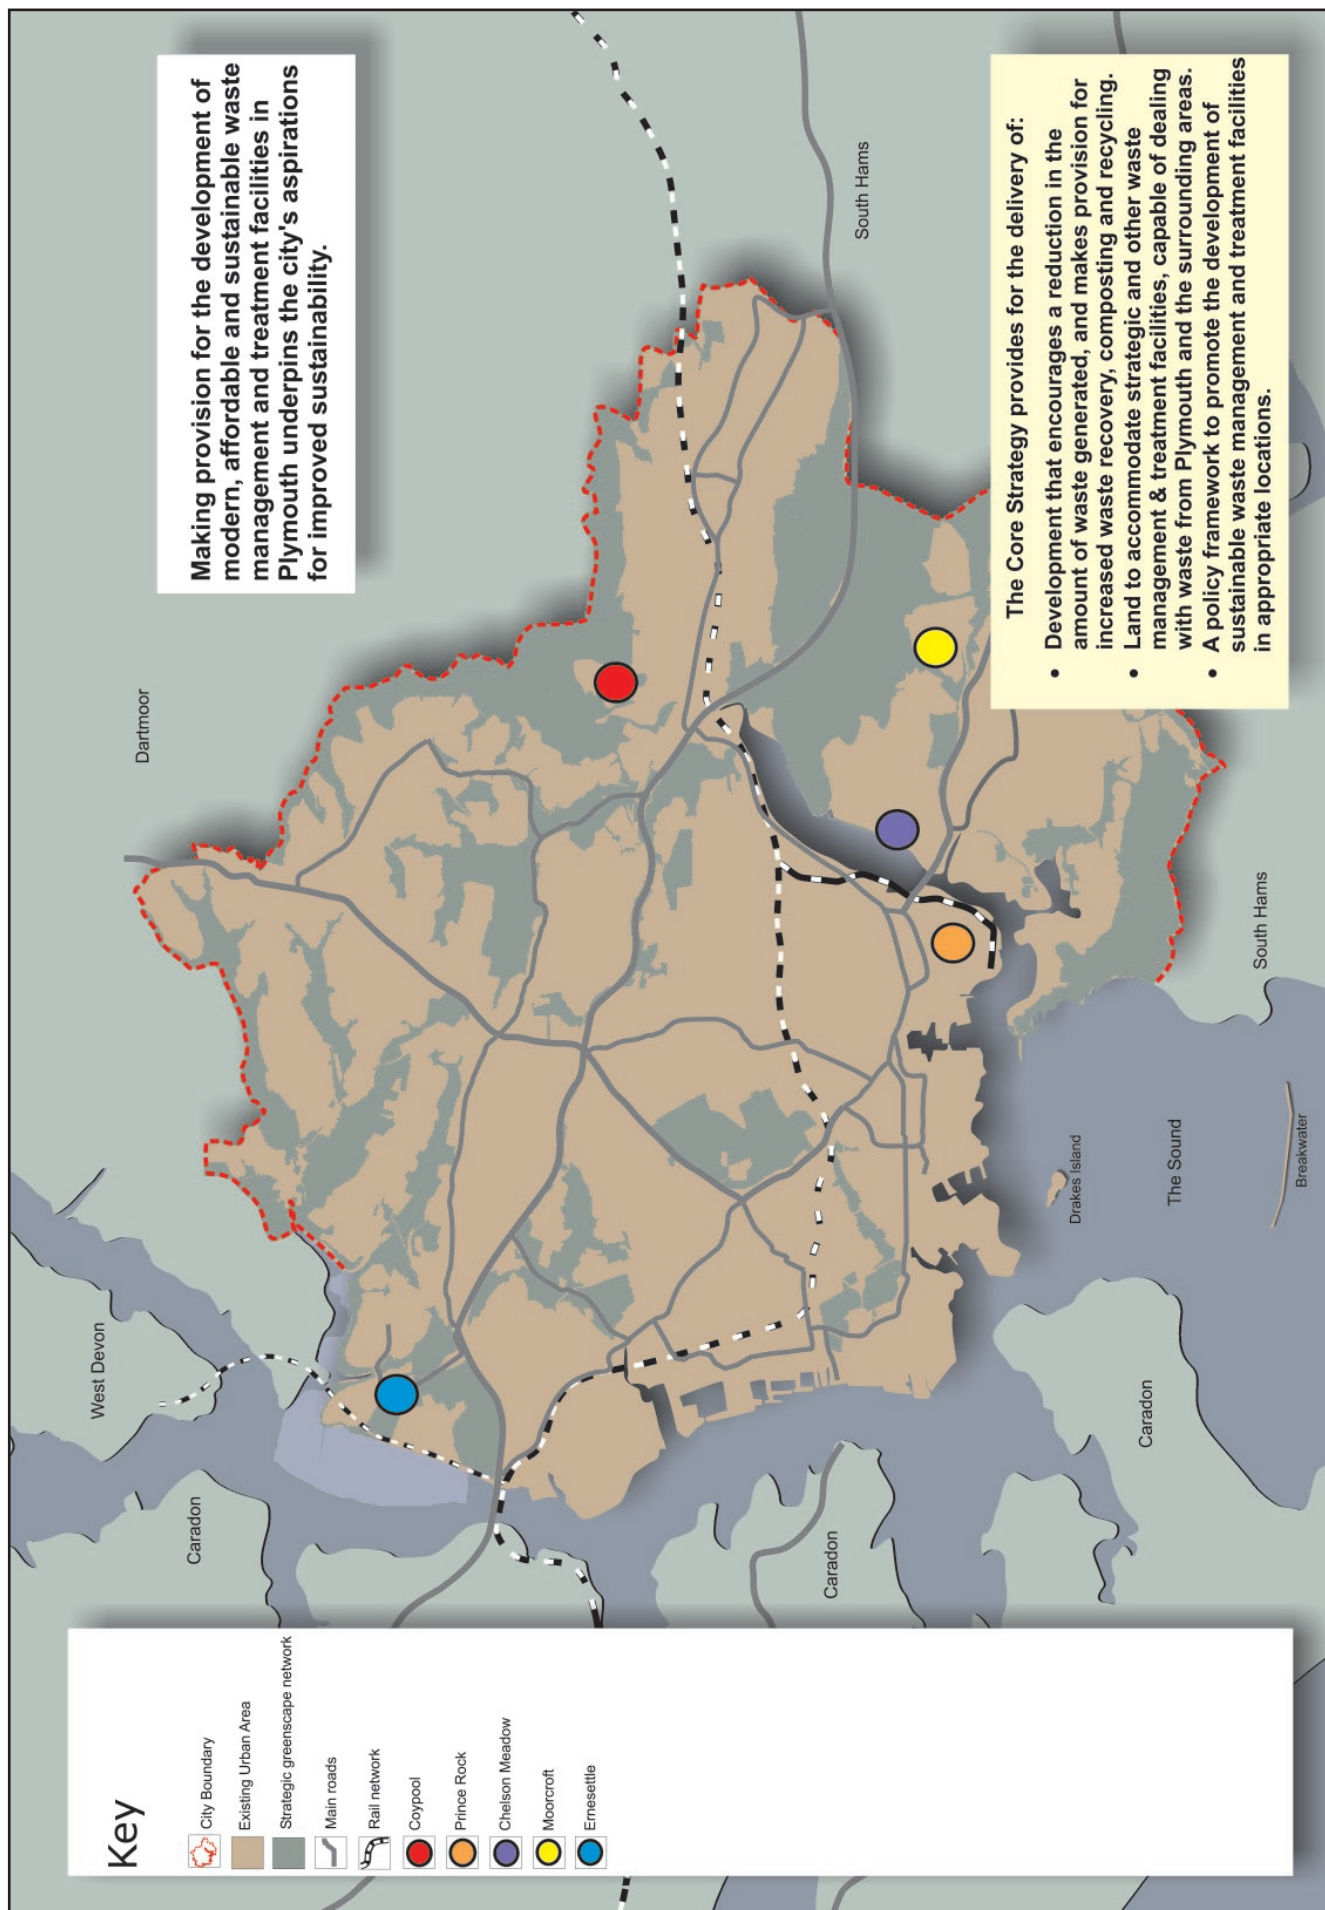 Making provision for the development of
modern, affordable and sustainable waste
management and treatment facilities in
Plymouth underpins the city's aspirations
for improved sustainability.
The Core Strategy provides for the delivery of:
• Development that encourages a reduction in the
amount of waste generated, and makes provision for
increased waste recovery, composting and recycling.
• Land to accommodate strategic and other waste
management & treatment facilities, capable of dealing
with waste from Plymouth and the surrounding areas.
• A policy framework to promote the development of
sustainable waste management and treatment facilities
in appropriate locations.
Key
City Boundary
Existing Urban Area
Strategic greenscape network
Main roads
Rail network
Coypool
Prince Rock
Chelson Meadow
Moorcroft
Ernesettle
West Devon
Dartmoor
Caradon
South Hams
Caradon
Drakes Island
The Sound
Caradon
Breakwater
South Hams